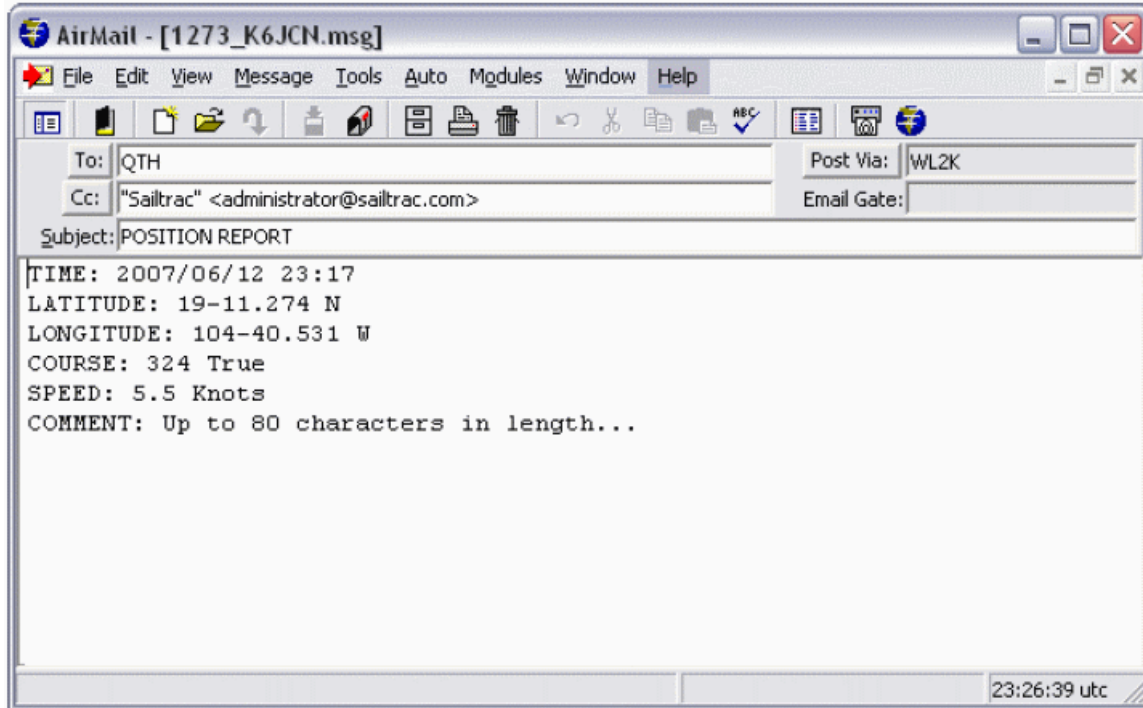 AirMail - [1273_K6JCN.msg]
File Edit View Message Tools Auto Modules Window Help
ABC
To: QTH Post Via: WL2K
Cc: "Sailtrac" <administrator@sailtrac.com> Email Gate:
Subject: POSITION REPORT
TIME: 2007/06/12 23:17
LATITUDE: 19-11.274 N
LONGITUDE: 104-40.531 W
COURSE: 324 True
SPEED: 5.5 Knots
COMMENT: Up to 80 characters in length...
23:26:39 utc